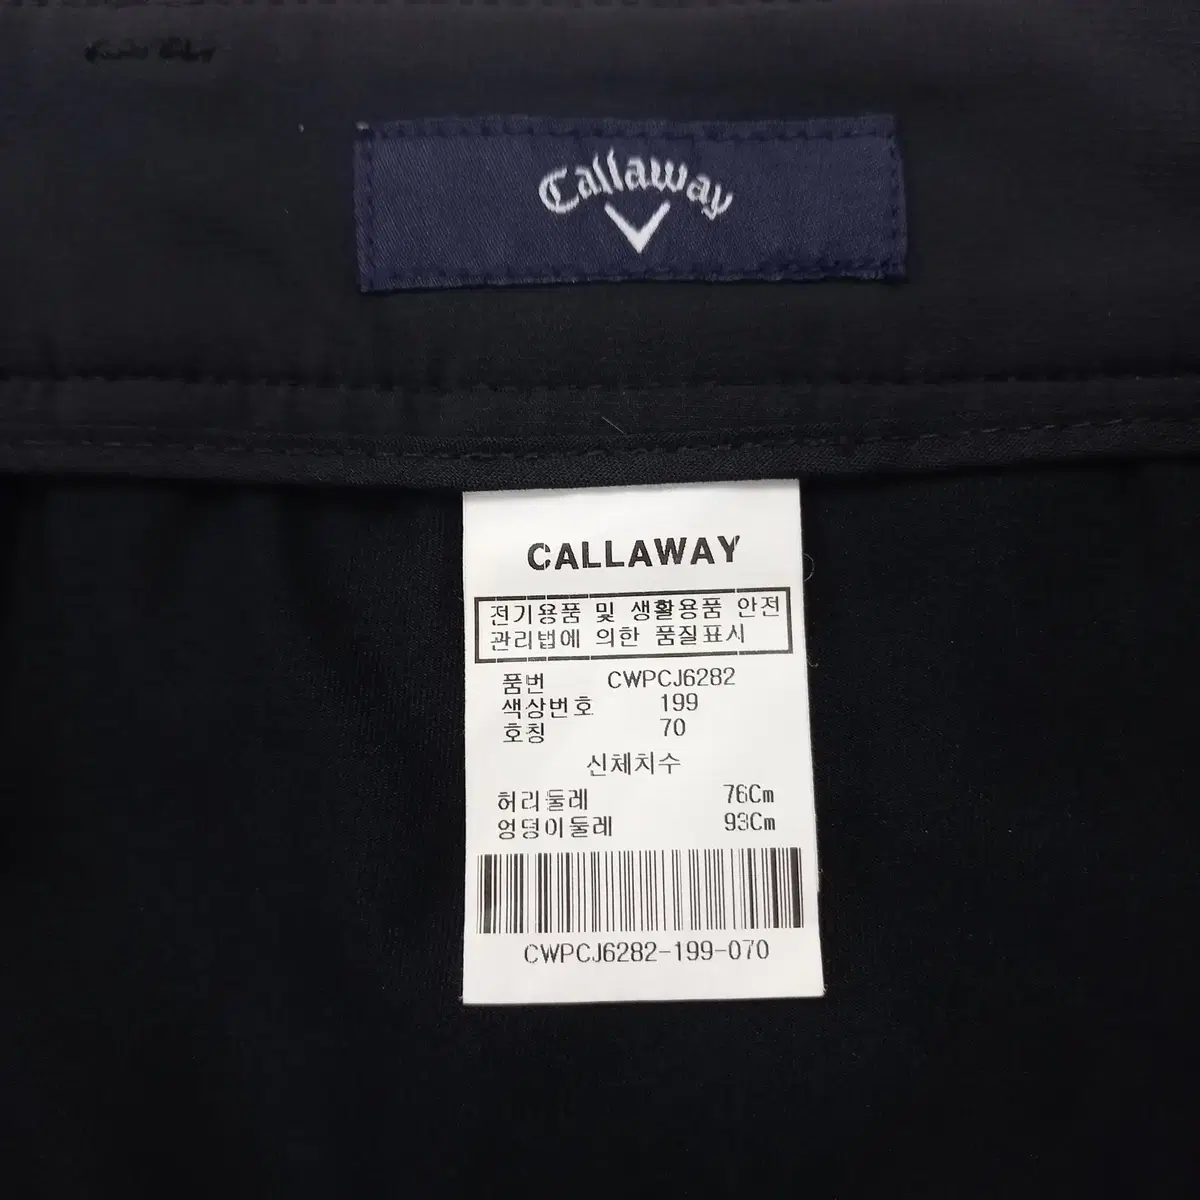 Callaway
CALLAWAY
전기용품 및 생활용품 안전
관리법에 의한 품질표시
품번 CWPCJ6282
색상번호 199
호칭 70
신체치수
허리둘레 76Cm
엉덩이둘레 93Cm
CWPCJ6282-199-070